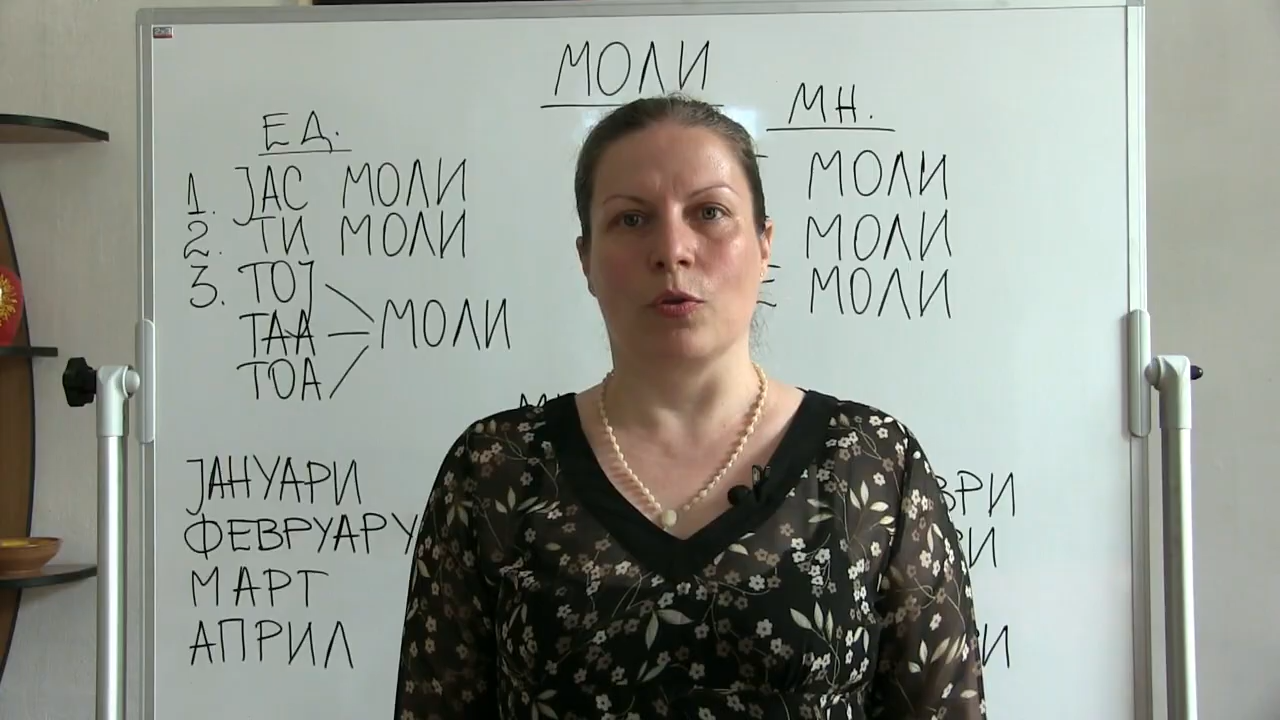 МОЛИ
ЕД.
МН.
1. ЈАС МОЛИ
2. ТИ МОЛИ
3. ТОЈ
ТАА МОЛИ
ТОА
МОЛИ
МОЛИ
МОЛИ
ЈАНУАРИ
ФЕВРУАРУ
МАРТ
АПРИЛ